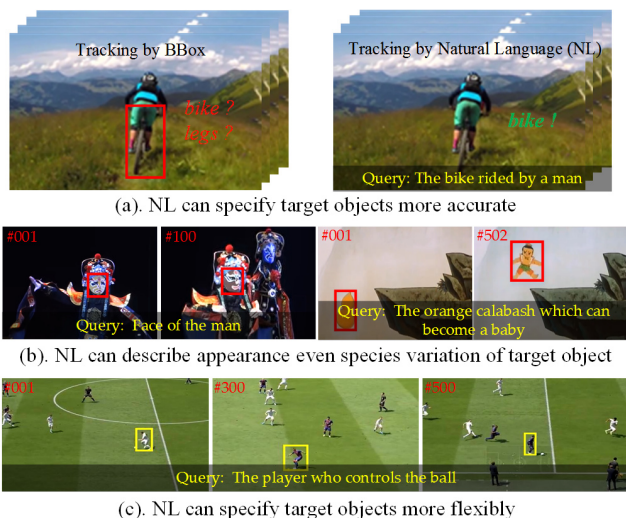 Tracking by BBox
Tracking by Natural Language (NL)
bike ?
legs ?
bike !
Query: The bike rided by a man
(a). NL can specify target objects more accurate
#001
#100
#001
#502
Query: Face of the man
Query: The orange calabash which can
become a baby
(b). NL can describe appearance even species variation of target object
#001
#300
#500
Query: The player who controls the ball
(c). NL can specify target objects more flexibly